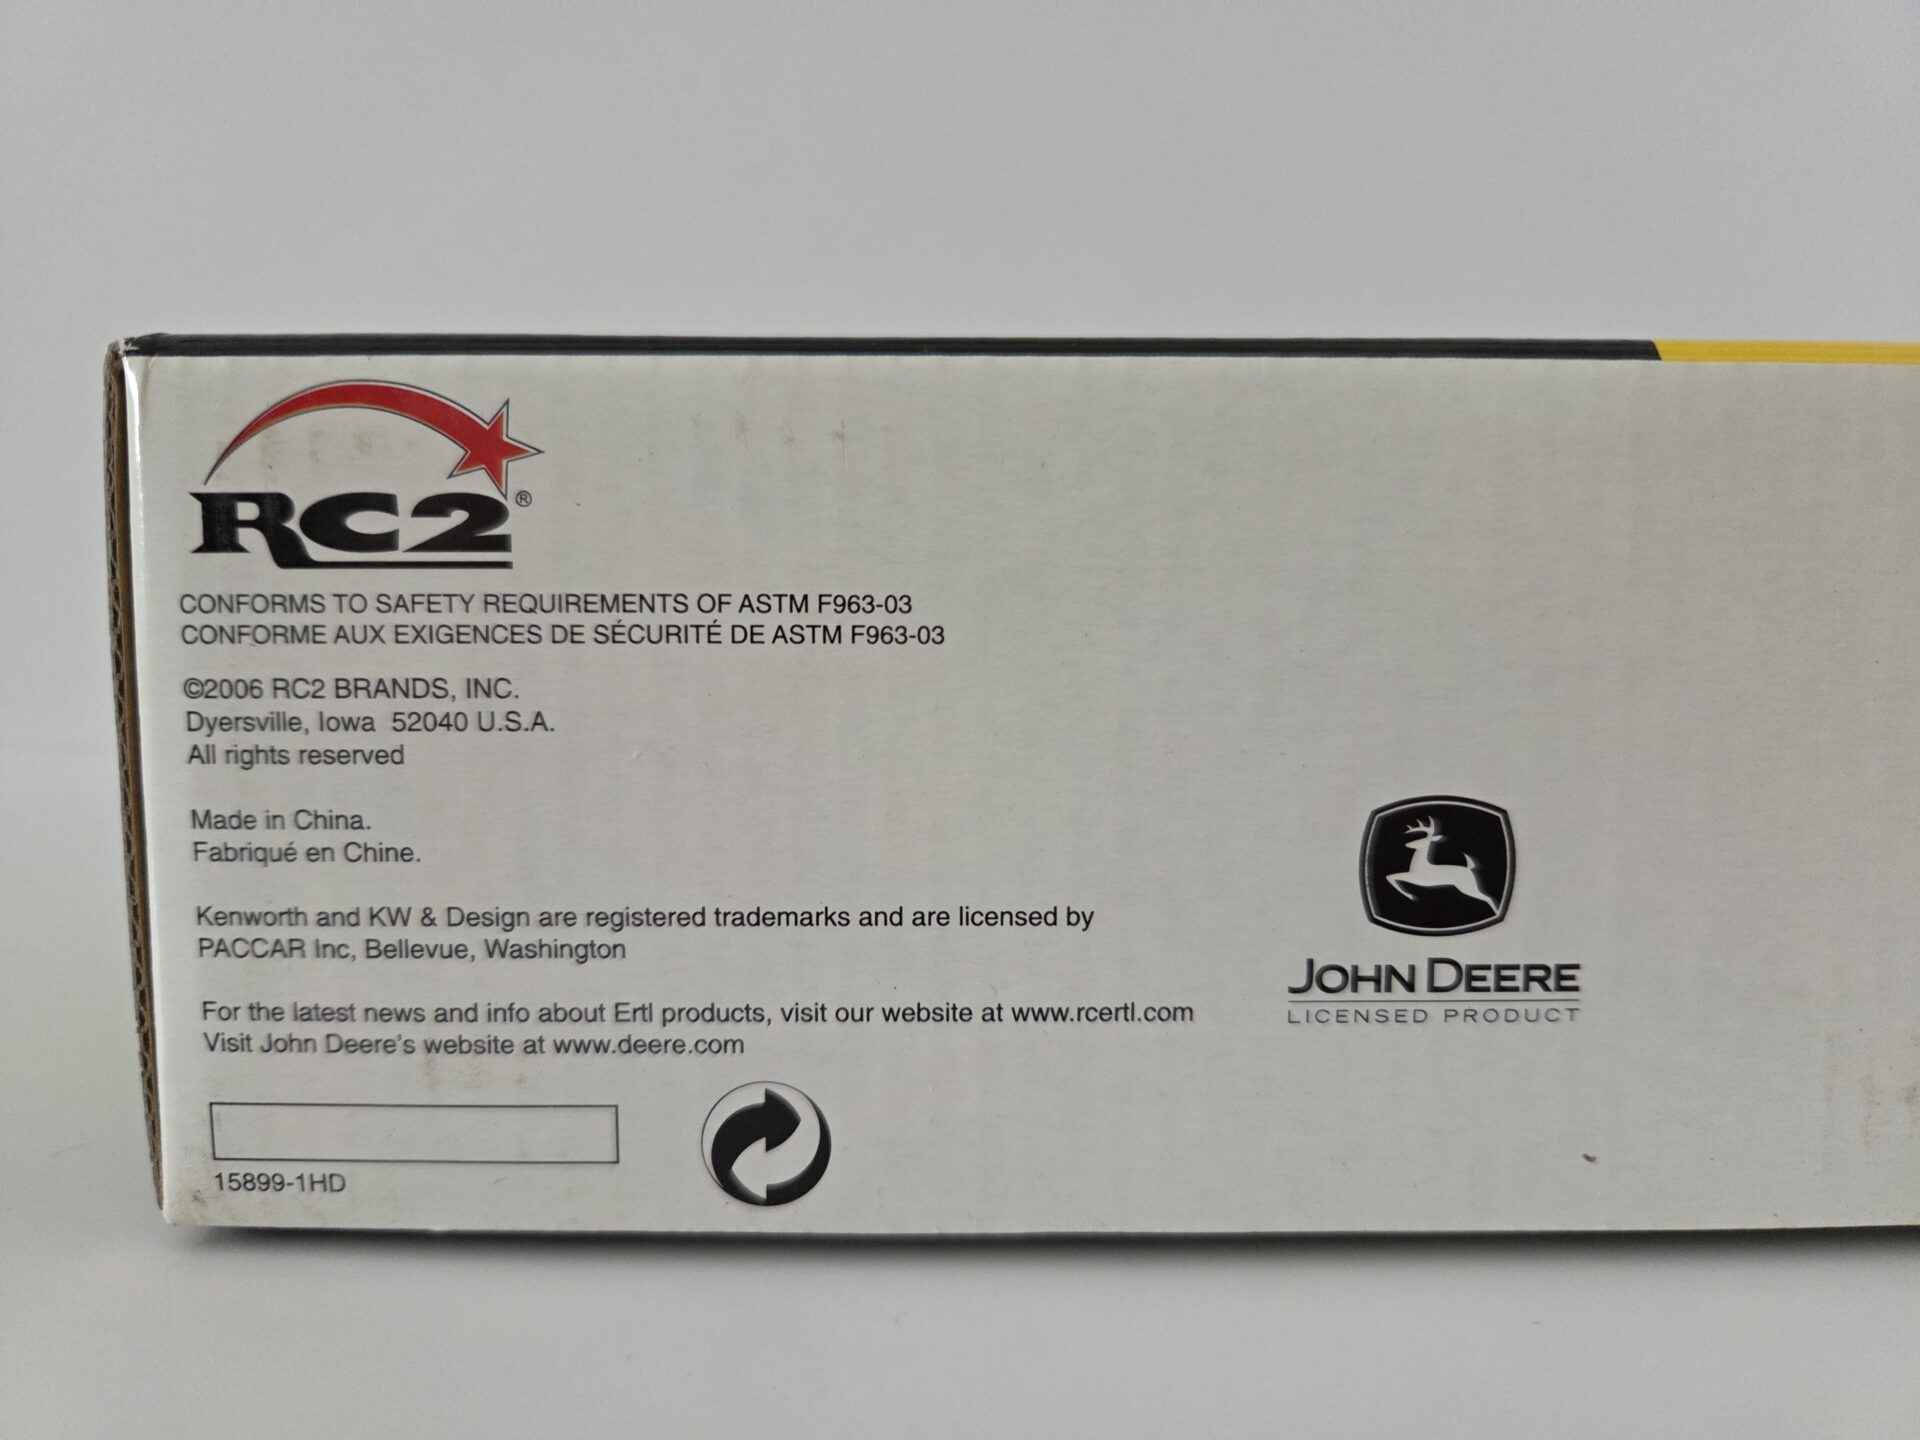 RC2®
CONFORMS TO SAFETY REQUIREMENTS OF ASTM F963-03
CONFORME AUX EXIGENCES DE SÉCURITÉ DE ASTM F963-03
©2006 RC2 BRANDS, INC.
Dyersville, Iowa 52040 U.S.A.
All rights reserved
Made in China.
Fabriqué en Chine.
Kenworth and KW & Design are registered trademarks and are licensed by
PACCAR Inc, Bellevue, Washington
For the latest news and info about Ertl products, visit our website at www.rcertl.com
Visit John Deere's website at www.deere.com
15899-1HD
JOHN DEERE
LICENSED PRODUCT